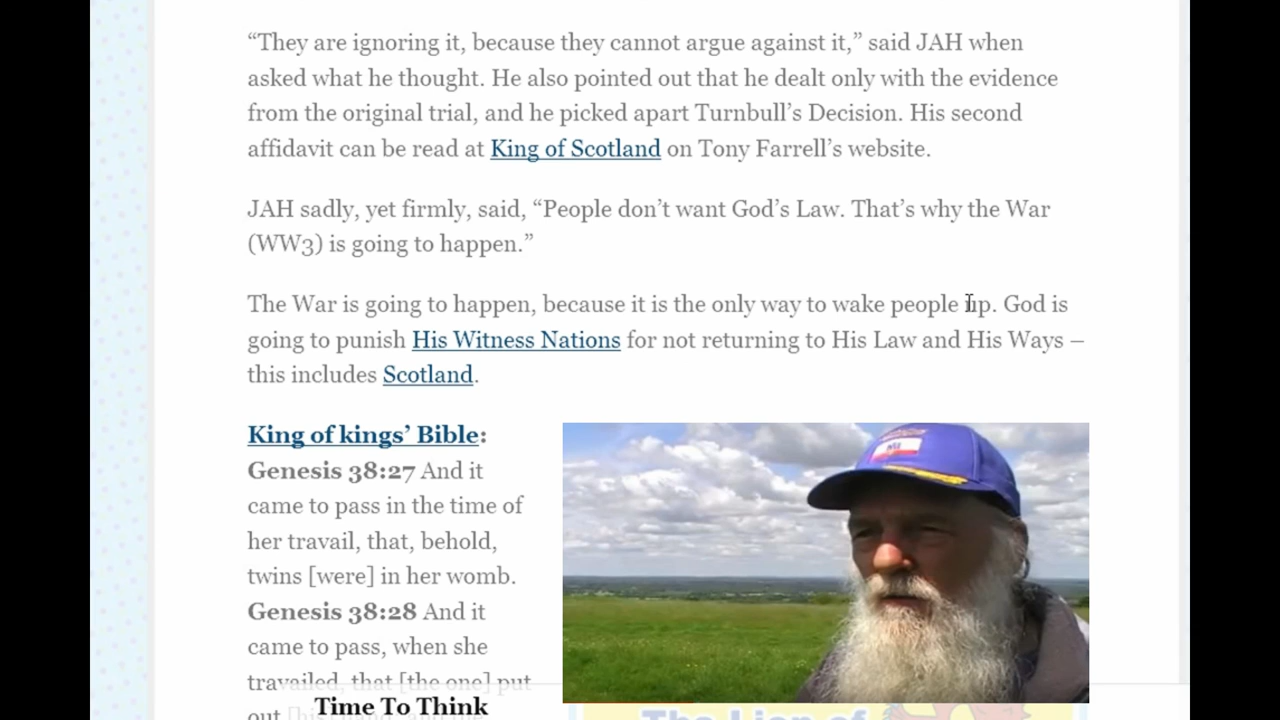 “They are ignoring it, because they cannot argue against it,” said JAH when
asked what he thought. He also pointed out that he dealt only with the evidence
from the original trial, and he picked apart Turnbull’s Decision. His second
affidavit can be read at King of Scotland on Tony Farrell’s website.
JAH sadly, yet firmly, said, “People don’t want God’s Law. That’s why the War
(WW3) is going to happen.”
The War is going to happen, because it is the only way to wake people up. God is
going to punish His Witness Nations for not returning to His Law and His Ways –
this includes Scotland.
King of kings’ Bible:
Genesis 38:27 And it
came to pass in the time of
her travail, that, behold,
twins [were] in her womb.
Genesis 38:28 And it
came to pass, when she
travailed, that [the one] put
out [his] hand, and the
Time To Think
The Lion of